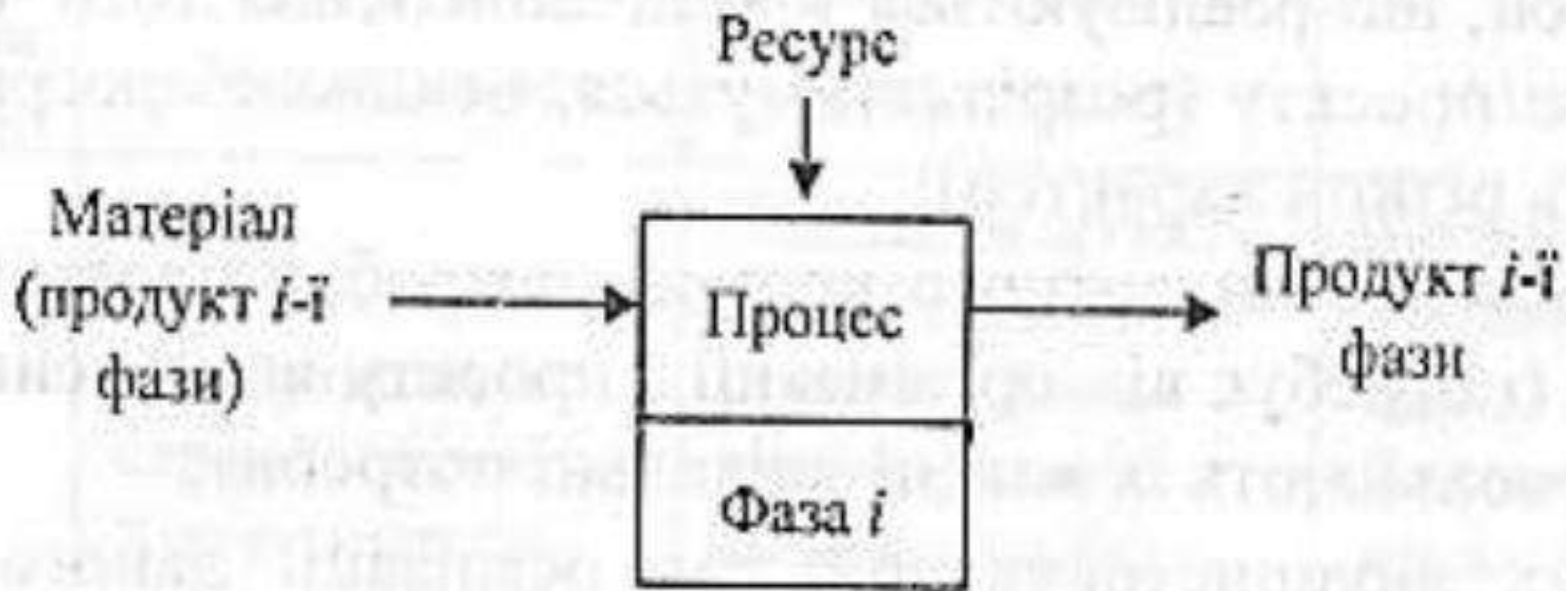 Ресурс
Матеріал
(продукт і-ї
фази)
Процес
Фаза і
Продукт і-ї
фази